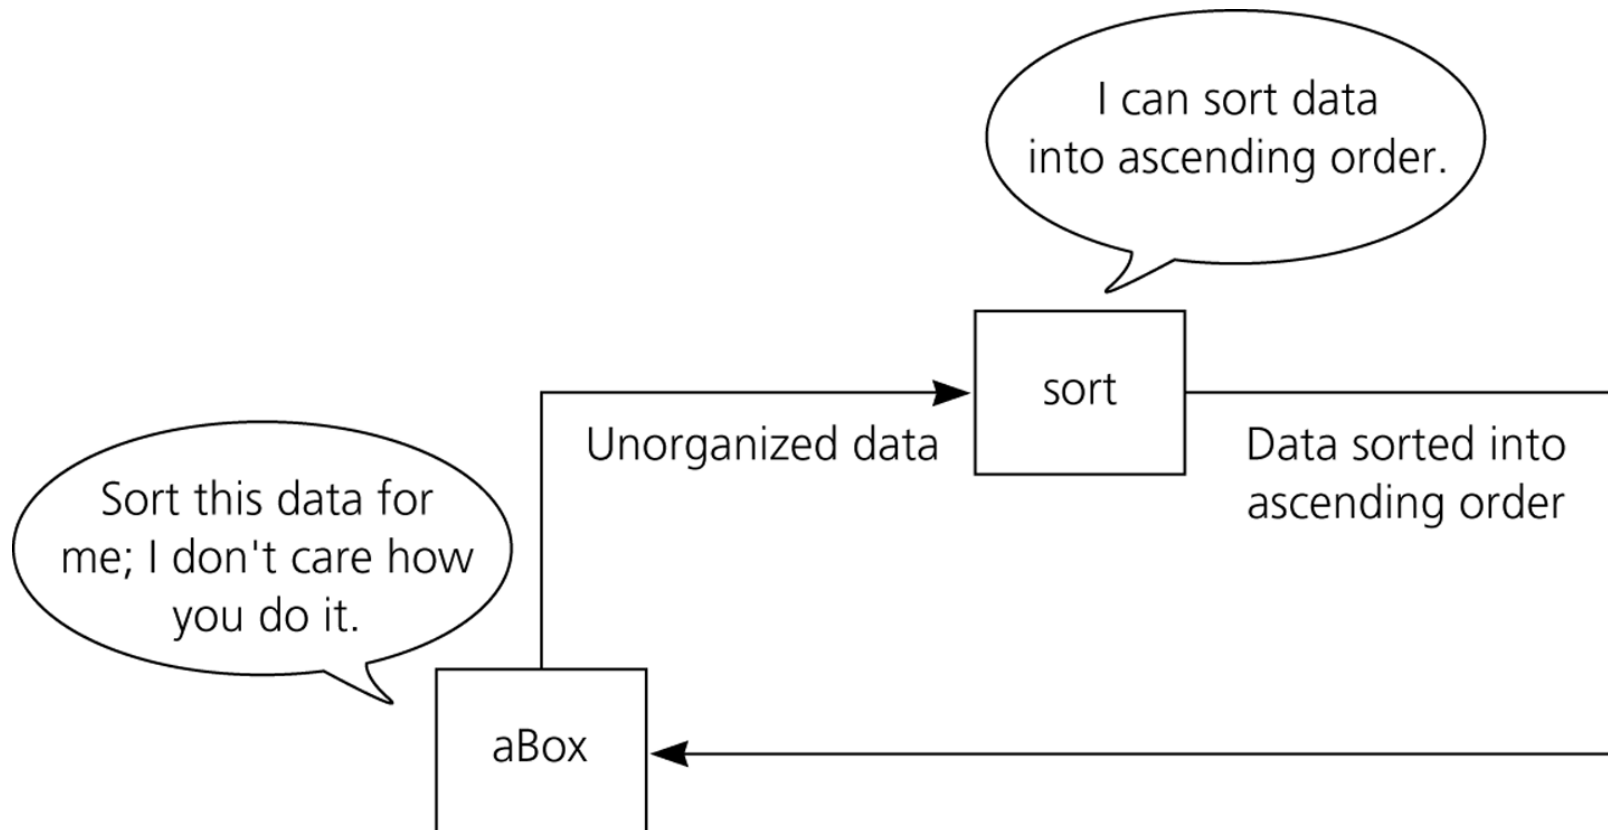 I can sort data
into ascending order.
sort
Unorganized data
Data sorted into
ascending order
Sort this data for
me; I don't care how
you do it.
aBox